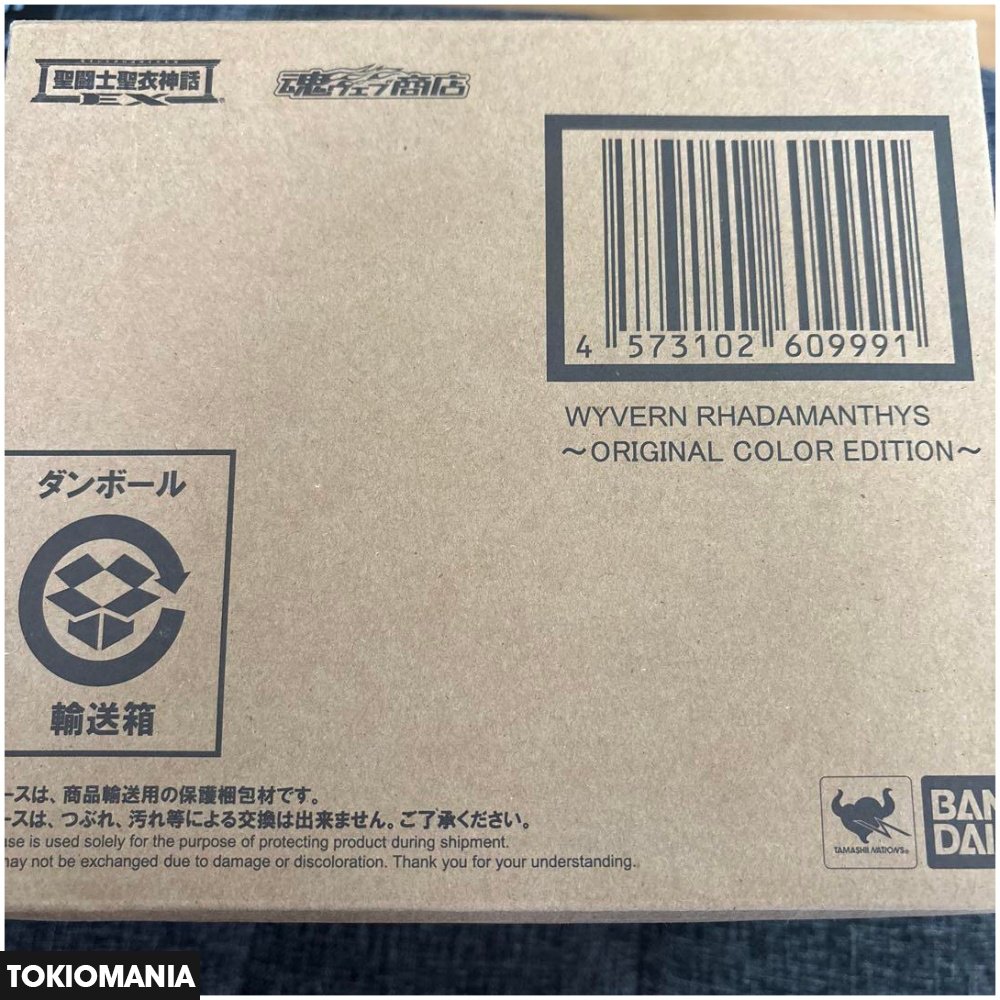 聖闘士聖衣神話
EX
魂ウェブ商店
4 573102 609991
WYVERN RHADAMANTHYS
～ORIGINAL COLOR EDITION～
ダンボール
輸送箱
ースは、商品輸送用の保護梱包材です。
ースは、つぶれ、汚れ等による交換は出来ません。ご了承ください。
se is used solely for the purpose of protecting product during shipment.
may not be exchanged due to damage or discoloration. Thank you for your understanding.
TAMASHII NATIONS
BAN
DAI
TOKIOMANIA